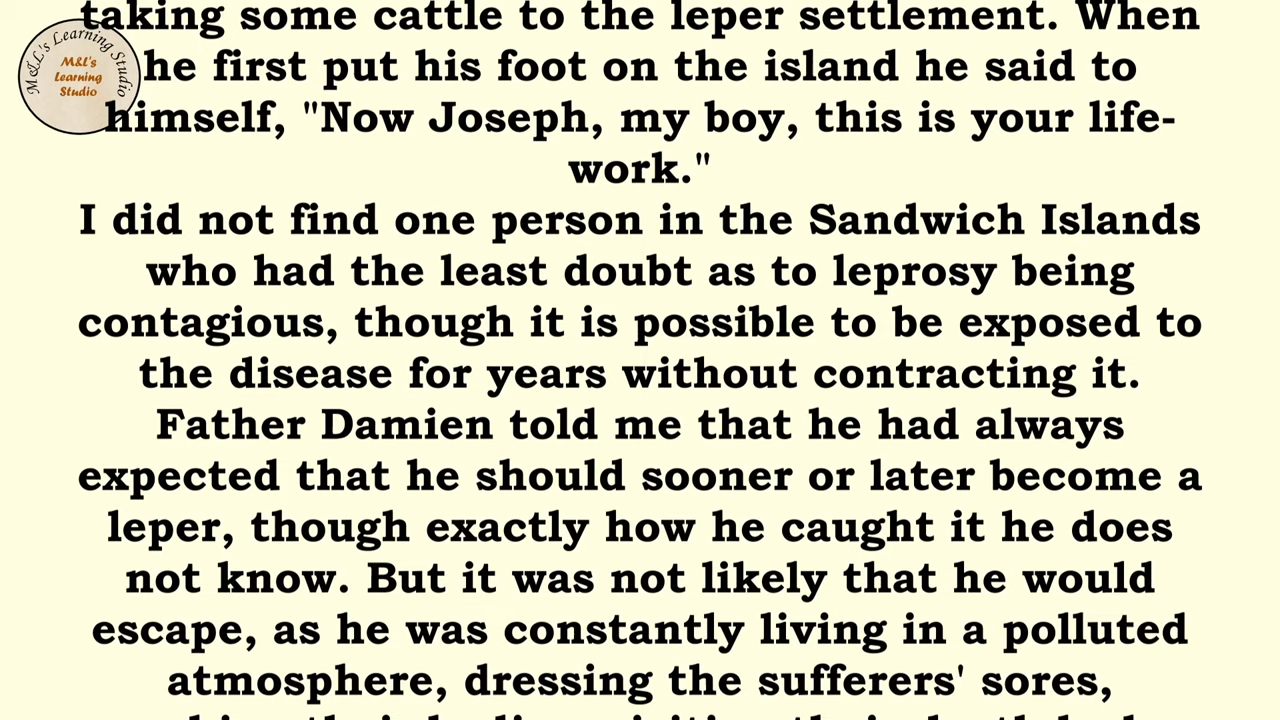 taking some cattle to the leper settlement. When
he first put his foot on the island he said to
himself, "Now Joseph, my boy, this is your life-
work."
I did not find one person in the Sandwich Islands
who had the least doubt as to leprosy being
contagious, though it is possible to be exposed to
the disease for years without contracting it.
Father Damien told me that he had always
expected that he should sooner or later become a
leper, though exactly how he caught it he does
not know. But it was not likely that he would
escape, as he was constantly living in a polluted
atmosphere, dressing the sufferers' sores,
M&L's Learning Studio
M&L's
Learning
Studio